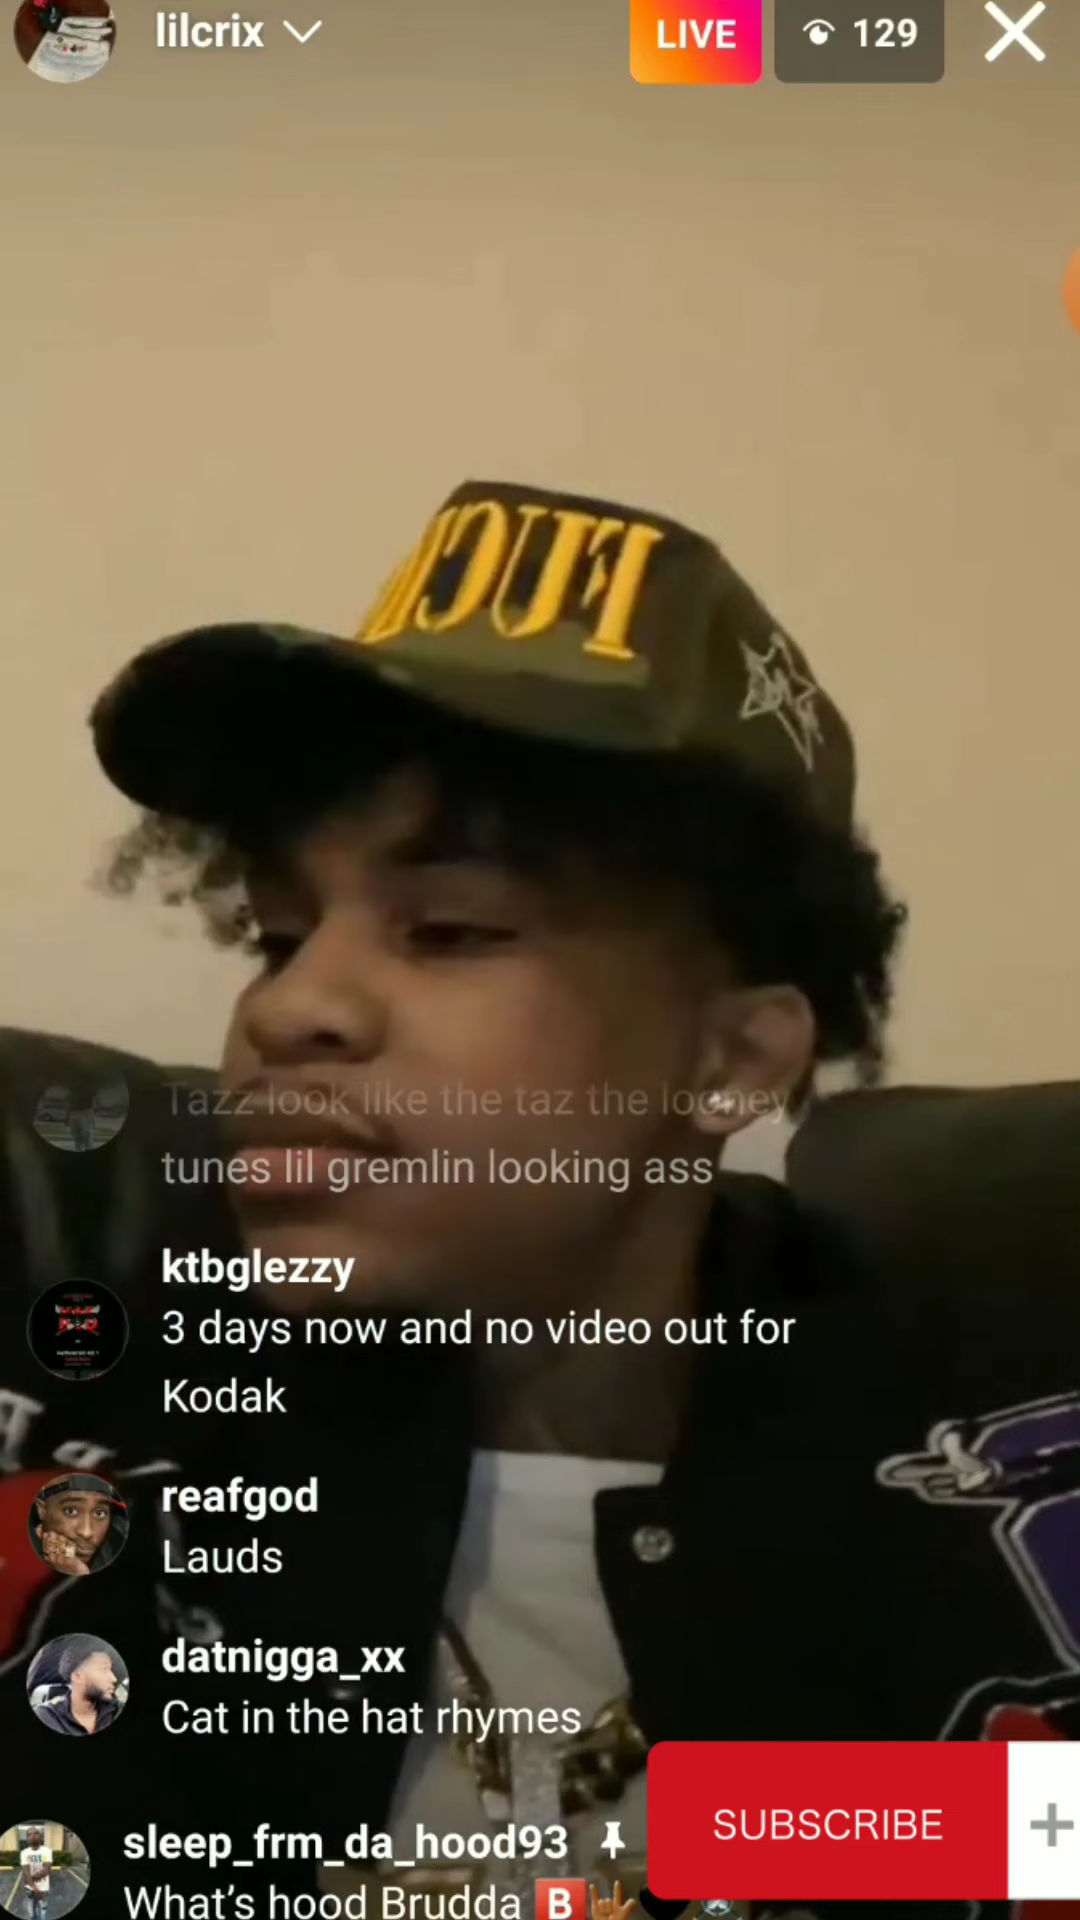 lilcrix
LIVE
129
FUC
Tazz look like the taz the looney
tunes lil gremlin looking ass
ktbglezzy
3 days now and no video out for
Kodak
reafgod
Lauds
datnigga_xx
Cat in the hat rhymes
sleep_frm_da_hood93
What's hood Brudda 🅱️🤟🏾
SUBSCRIBE